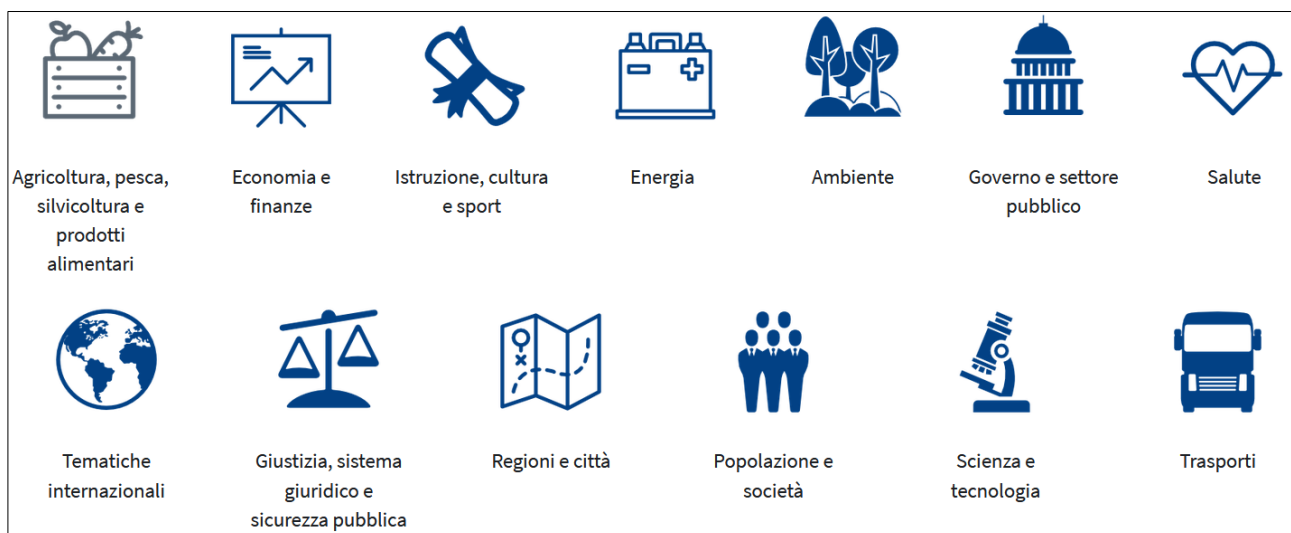 Agricoltura, pesca,
silvicoltura e
prodotti
alimentari
Economia e
finanze
Istruzione, cultura
e sport
Energia
Ambiente
Governo e settore
pubblico
Salute
Tematiche
internazionali
Giustizia, sistema
giuridico e
sicurezza pubblica
Regioni e città
Popolazione e
società
Scienza e
tecnologia
Trasporti